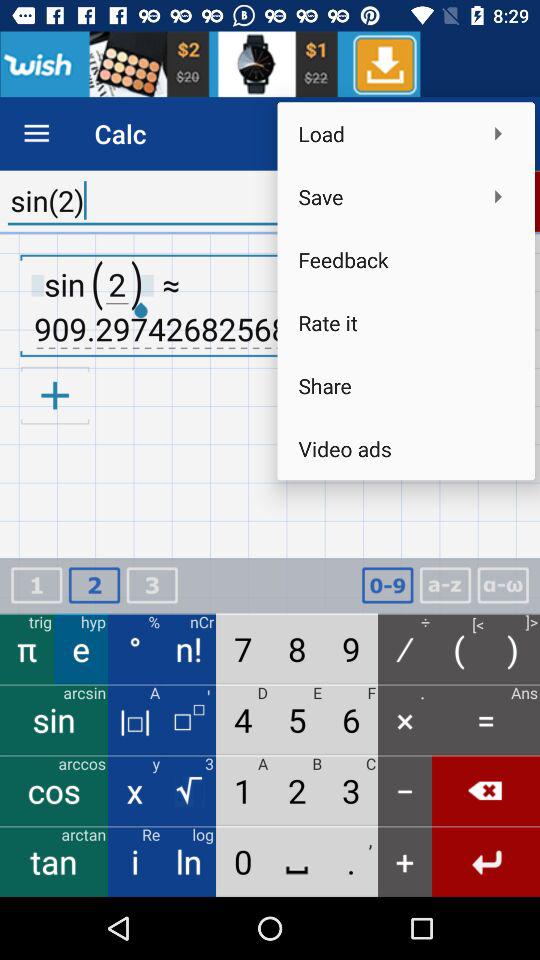 8:29
wish
$2
$20
$1
$22
Calc
Load
Save
Feedback
Rate it
Share
Video ads
sin(2)
sin(2) ≈
909.29742682568
+
1 2 3 0-9 a-z α-ω
trig hyp % nCr ÷ [< ]>
π e ° n! 7 8 9 / ( )
arcsin A ' D E F . Ans
sin |□| □□ 4 5 6 × =
arccos y 3 A B C
cos x √ 1 2 3 −
arctan Re log ,
tan i ln 0 . +